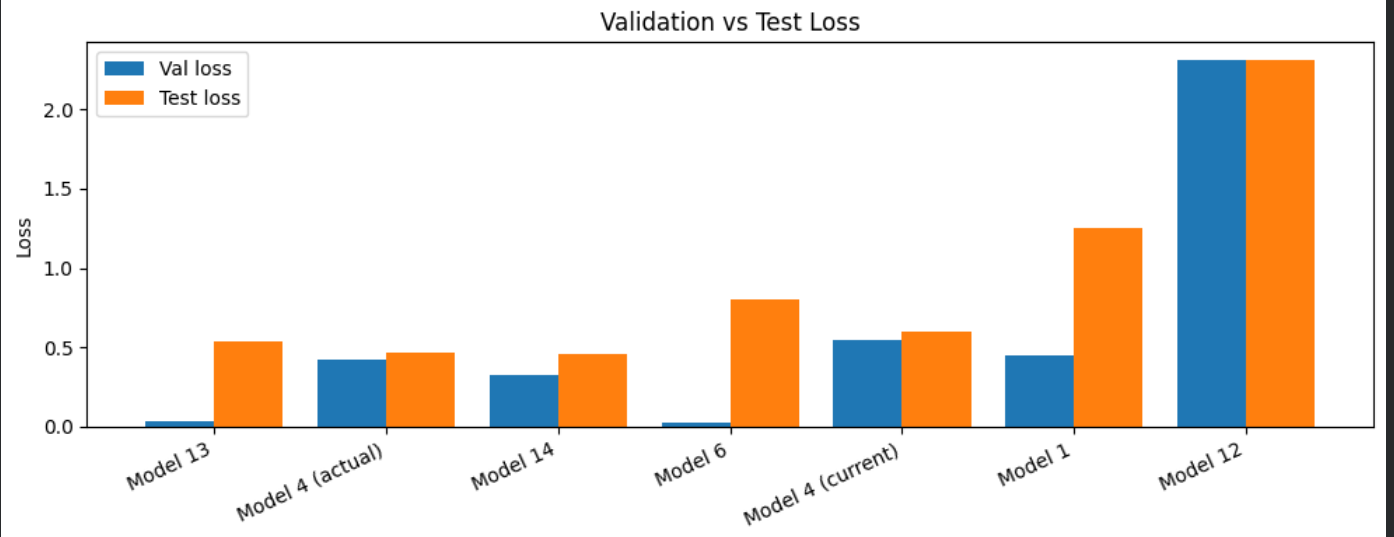 Validation vs Test Loss
Val loss
Test loss
Loss
2.0
1.5
1.0
0.5
0.0
Model 13
Model 4 (actual)
Model 14
Model 6
Model 4 (current)
Model 1
Model 12